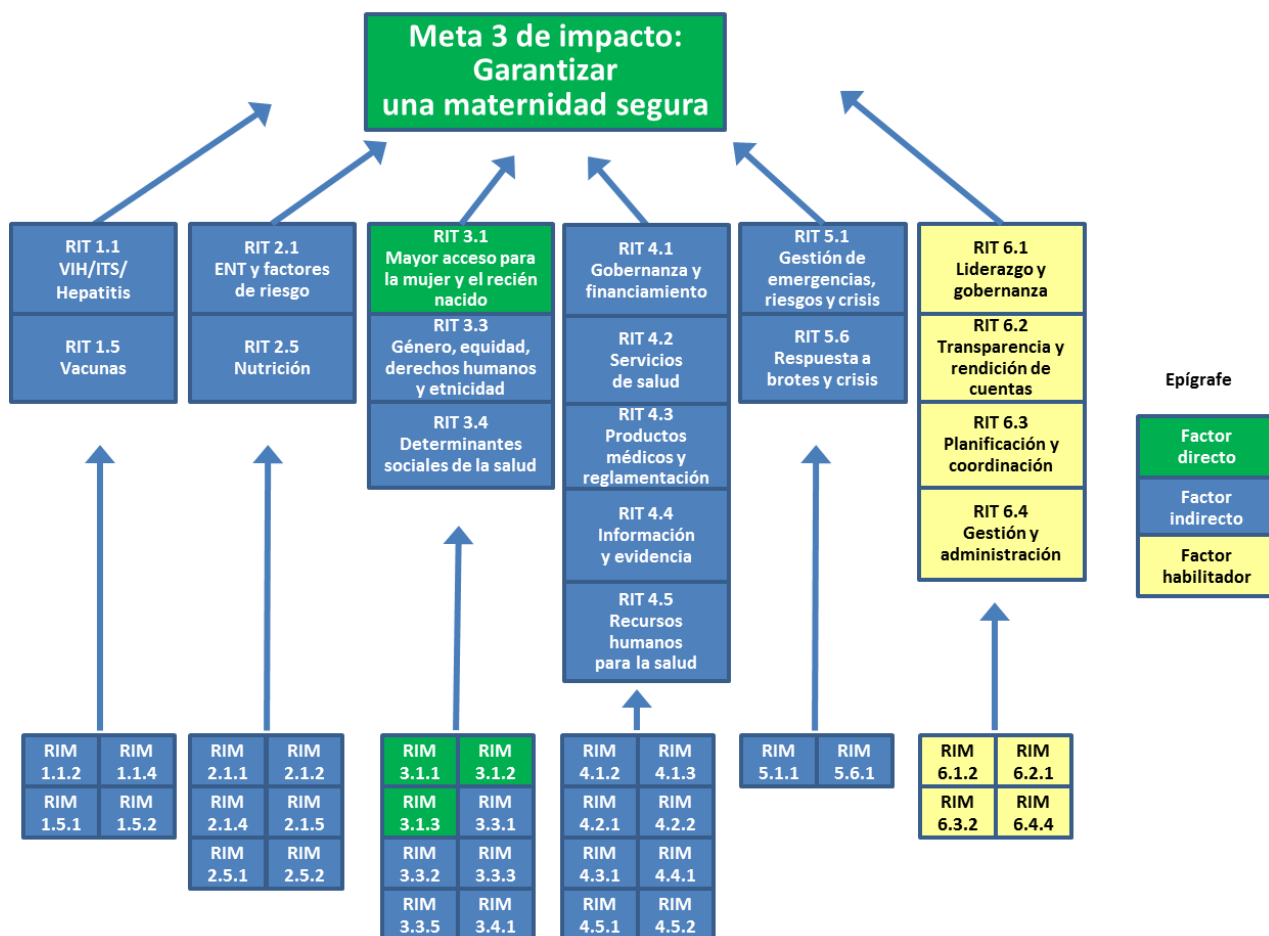 Meta 3 de impacto:
Garantizar
una maternidad segura
RIT 1.1
VIH/ITS/
Hepatitis
RIT 1.5
Vacunas
RIT 2.1
ENT y factores
de riesgo
RIT 2.5
Nutrición
RIT 3.1
Mayor acceso para
la mujer y el recién
nacido
RIT 3.3
Género, equidad,
derechos humanos
y etnicidad
RIT 3.4
Determinantes
sociales de la salud
RIT 4.1
Gobernanza y
financiamiento
RIT 4.2
Servicios
de salud
RIT 4.3
Productos
médicos y
reglamentación
RIT 4.4
Información
y evidencia
RIT 4.5
Recursos
humanos
para la salud
RIT 5.1
Gestión de
emergencias,
riesgos y crisis
RIT 5.6
Respuesta a
brotes y crisis
RIT 6.1
Liderazgo y
gobernanza
RIT 6.2
Transparencia y
rendición de
cuentas
RIT 6.3
Planificación y
coordinación
RIT 6.4
Gestión y
administración
Epígrafe
Factor
directo
Factor
indirecto
Factor
habilitador
RIM
1.1.2
RIM
1.1.4
RIM
1.5.1
RIM
1.5.2
RIM
2.1.1
RIM
2.1.2
RIM
2.1.4
RIM
2.1.5
RIM
2.5.1
RIM
2.5.2
RIM
3.1.1
RIM
3.1.2
RIM
3.1.3
RIM
3.3.1
RIM
3.3.2
RIM
3.3.3
RIM
3.3.5
RIM
3.4.1
RIM
4.1.2
RIM
4.1.3
RIM
4.2.1
RIM
4.2.2
RIM
4.3.1
RIM
4.4.1
RIM
4.5.1
RIM
4.5.2
RIM
5.1.1
RIM
5.6.1
RIM
6.1.2
RIM
6.2.1
RIM
6.3.2
RIM
6.4.4